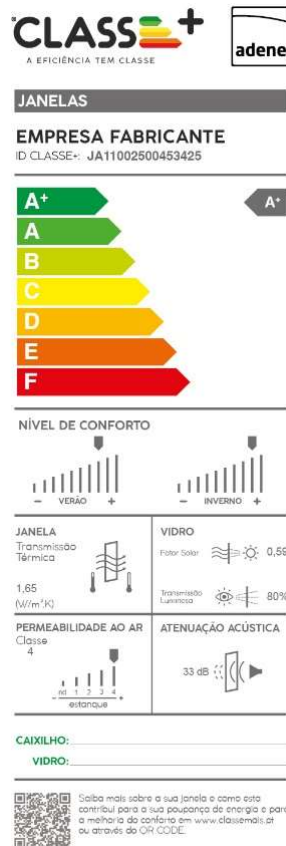 CLASSE+
A EFICIÊNCIA TEM CLASSE
adene
JANELAS
EMPRESA FABRICANTE
ID CLASSE+: JA11002500453425
A+
A+
A
B
C
D
E
F
NÍVEL DE CONFORTO
- VERÃO +
- INVERNO +
JANELA
Transmissão
Térmica
1,65
(W/m².K)
VIDRO
Fator Solar 0,59
Transmissão
Luminosa 80%
PERMEABILIDADE AO AR
Classe
4
nd 1 2 3 4
- estanque +
ATENUAÇÃO ACÚSTICA
33 dB
CAIXILHO:
VIDRO:
Saiba mais sobre a sua janela e como esta
contribui para a sua poupança de energia e para
a melhoria do conforto em www.classemais.pt
ou através do QR CODE.